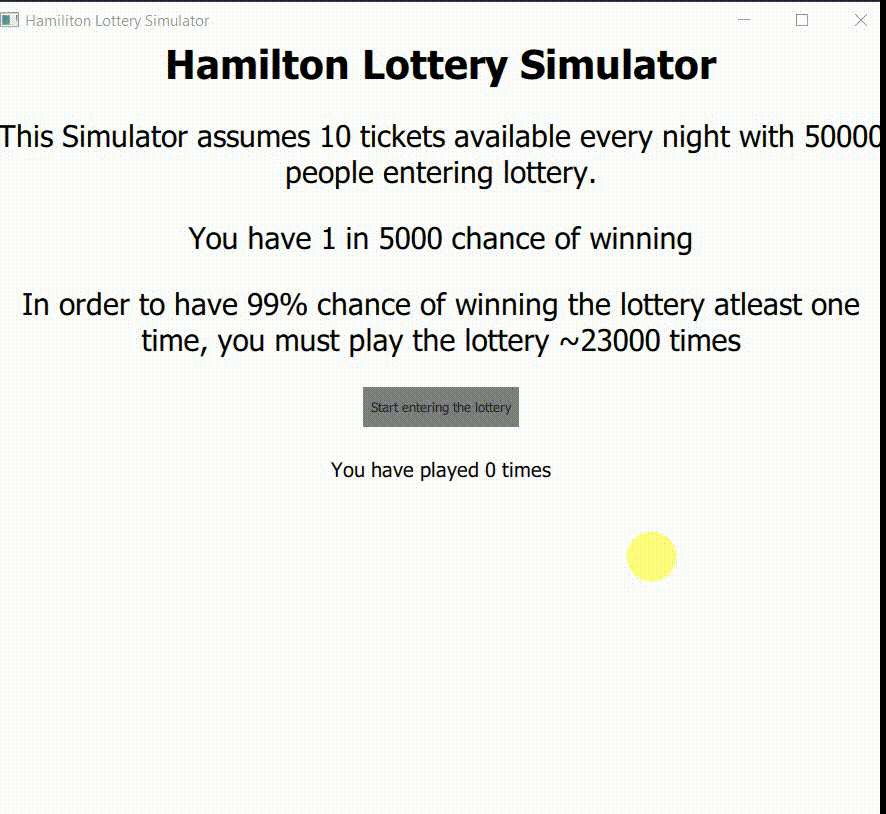 Hamiliton Lottery Simulator
Hamilton Lottery Simulator
This Simulator assumes 10 tickets available every night with 50000
people entering lottery.
You have 1 in 5000 chance of winning
In order to have 99% chance of winning the lottery atleast one
time, you must play the lottery ~23000 times
Start entering the lottery
You have played 0 times